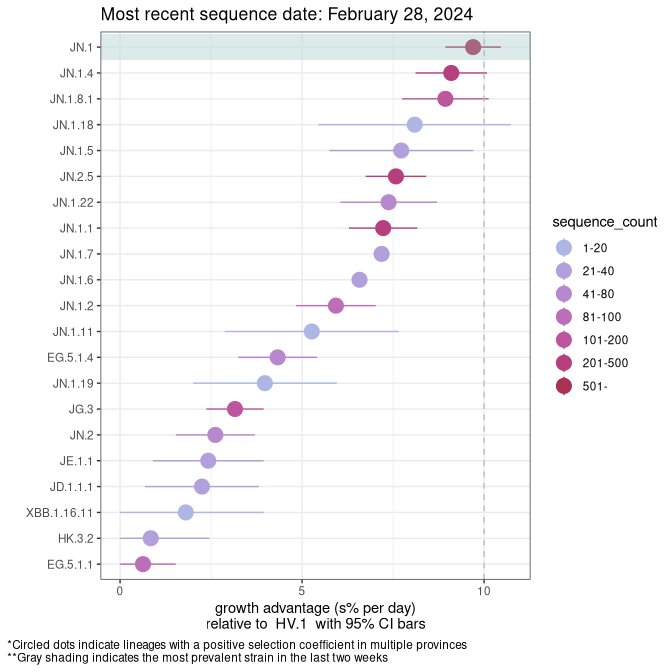 Most recent sequence date: February 28, 2024
JN.1
JN.1.4
JN.1.8.1
JN.1.18
JN.1.5
JN.2.5
JN.1.22
JN.1.1
JN.1.7
JN.1.6
JN.1.2
JN.1.11
EG.5.1.4
JN.1.19
JG.3
JN.2
JE.1.1
JD.1.1.1
XBB.1.16.11
HK.3.2
EG.5.1.1
0 5 10
growth advantage (s% per day)
relative to HV.1 with 95% CI bars
sequence_count
1-20
21-40
41-80
81-100
101-200
201-500
501-
*Circled dots indicate lineages with a positive selection coefficient in multiple provinces
**Gray shading indicates the most prevalent strain in the last two weeks